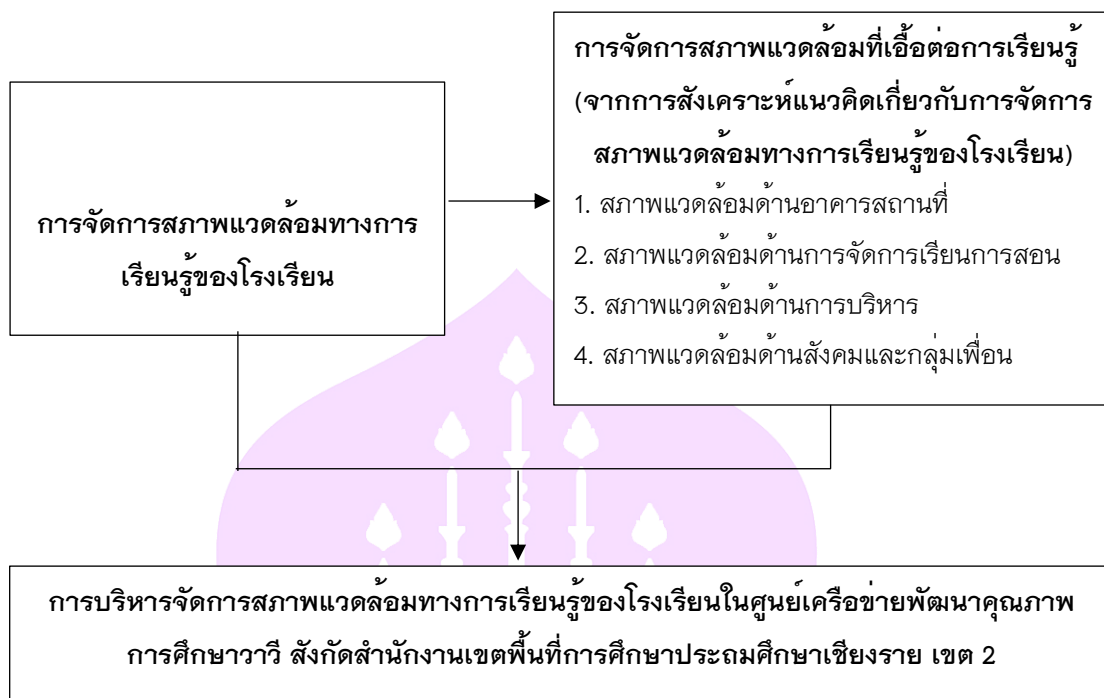 การจัดการสภาพแวดล้อมทางการ
เรียนรู้ของโรงเรียน
การจัดการสภาพแวดล้อมที่เอื้อต่อการเรียนรู้
(จากการสังเคราะห์แนวคิดเกี่ยวกับการจัดการ
สภาพแวดล้อมทางการเรียนรู้ของโรงเรียน)
1. สภาพแวดล้อมด้านอาคารสถานที่
2. สภาพแวดล้อมด้านการจัดการเรียนการสอน
3. สภาพแวดล้อมด้านการบริหาร
4. สภาพแวดล้อมด้านสังคมและกลุ่มเพื่อน
การบริหารจัดการสภาพแวดล้อมทางการเรียนรู้ของโรงเรียนในศูนย์เครือข่ายพัฒนาคุณภาพ
การศึกษาวาวี สังกัดสำนักงานเขตพื้นที่การศึกษาประถมศึกษาเชียงราย เขต 2